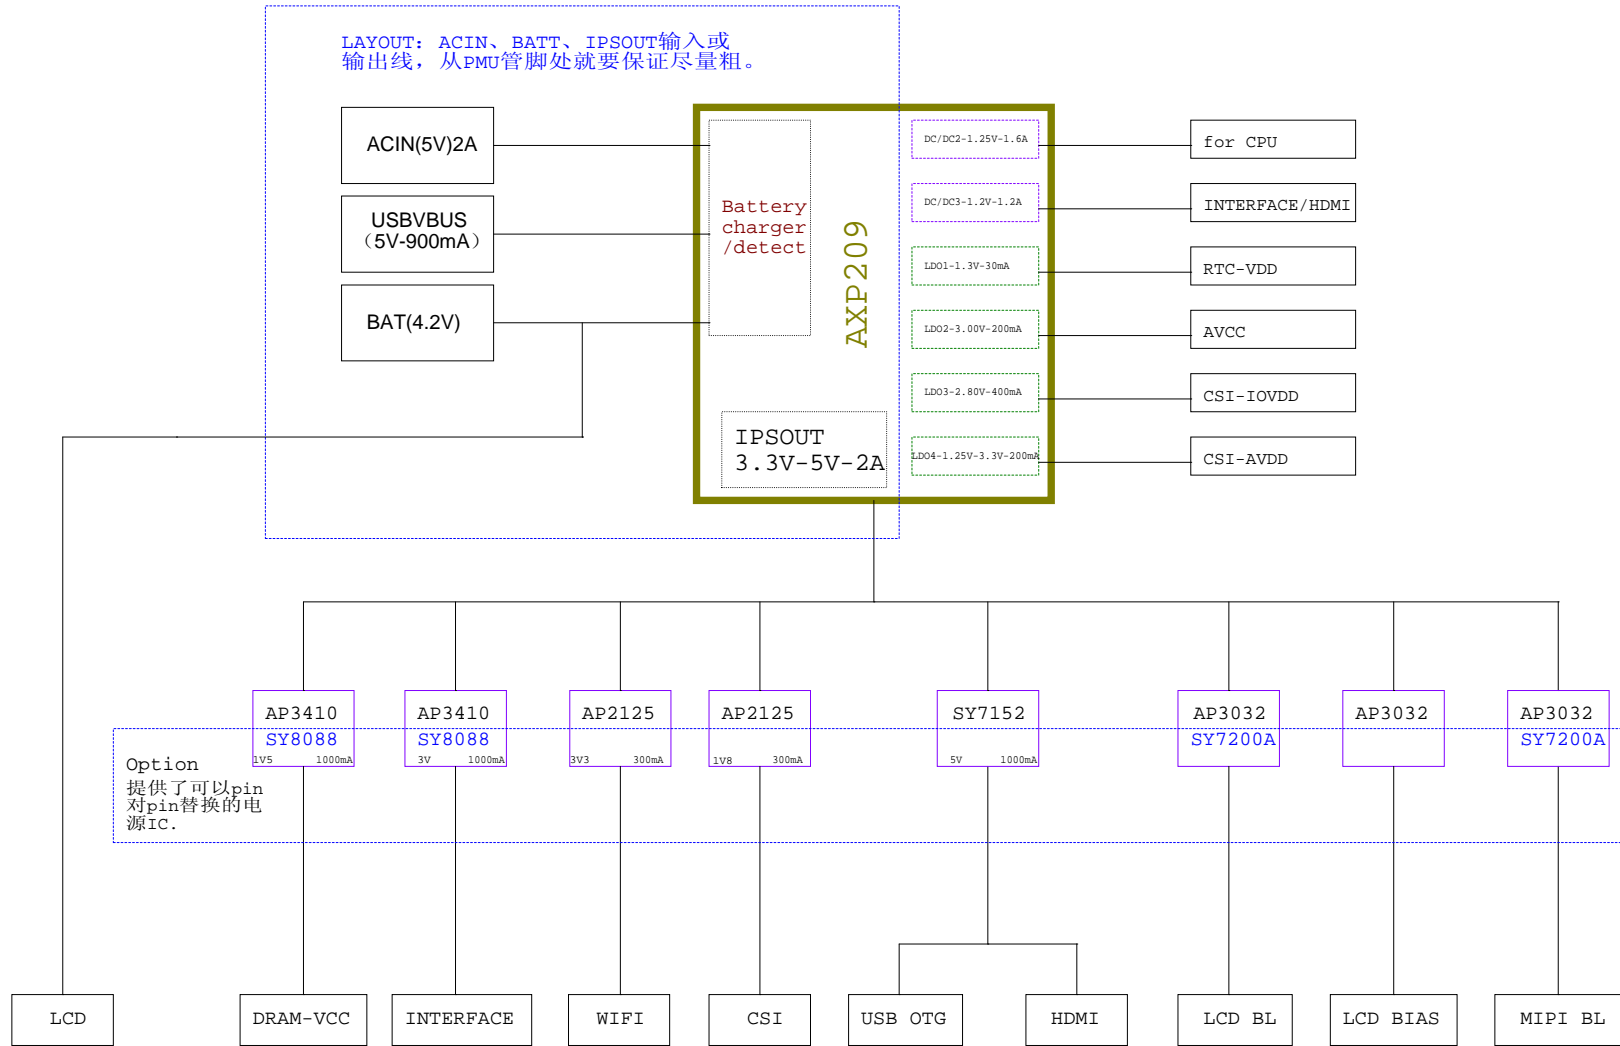 LAYOUT: ACIN、BATT、IPSOUT输入或
输出线，从PMU管脚处就要保证尽量粗。
ACIN(5V)2A
USBVBUS
（5V-900mA）
BAT(4.2V)
Battery
charger
/detect
AXP209
IPSOUT
3.3V-5V-2A
DC/DC2-1.25V-1.6A
DC/DC3-1.2V-1.2A
LDO1-1.3V-30mA
LDO2-3.00V-200mA
LDO3-2.80V-400mA
LDO4-1.25V-3.3V-200mA
for CPU
INTERFACE/HDMI
RTC-VDD
AVCC
CSI-IOVDD
CSI-AVDD
AP3410
SY8088
1V5 1000mA
AP3410
SY8088
3V 1000mA
AP2125
3V3 300mA
AP2125
1V8 300mA
SY7152
5V 1000mA
AP3032
SY7200A
AP3032
AP3032
SY7200A
Option
提供了可以pin
对pin替换的电
源IC.
LCD
DRAM-VCC
INTERFACE
WIFI
CSI
USB OTG
HDMI
LCD BL
LCD BIAS
MIPI BL